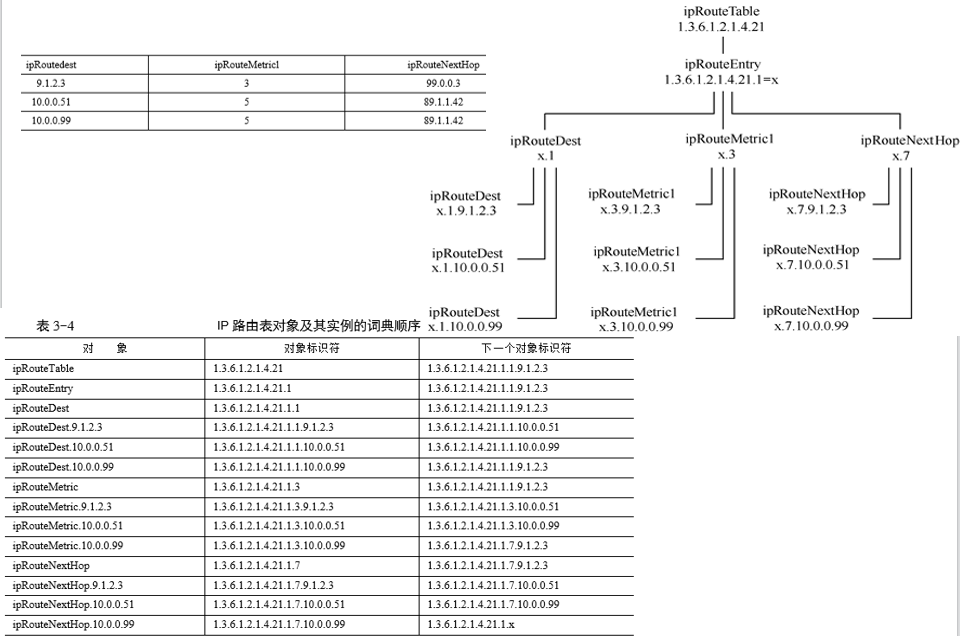 ipRoutedest ipRouteMetric1 ipRouteNextHop
9.1.2.3 3 99.0.0.3
10.0.0.51 5 89.1.1.42
10.0.0.99 5 89.1.1.42
ipRouteTable
1.3.6.1.2.1.4.21
ipRouteEntry
1.3.6.1.2.1.4.21.1=x
ipRouteDest ipRouteMetric1 ipRouteNextHop
x.1 x.3 x.7
ipRouteDest ipRouteMetric1 ipRouteNextHop
x.1.9.1.2.3 x.3.9.1.2.3 x.7.9.1.2.3
ipRouteDest ipRouteMetric1 ipRouteNextHop
x.1.10.0.0.51 x.3.10.0.0.51 x.7.10.0.0.51
ipRouteDest ipRouteMetric1 ipRouteNextHop
x.1.10.0.0.99 x.3.10.0.0.99 x.7.10.0.0.99
表 3-4 IP 路由表对象及其实例的词典顺序
对 象 对象标识符 下一个对象标识符
ipRouteTable 1.3.6.1.2.1.4.21 1.3.6.1.2.1.4.21.1.1.9.1.2.3
ipRouteEntry 1.3.6.1.2.1.4.21.1 1.3.6.1.2.1.4.21.1.1.9.1.2.3
ipRouteDest 1.3.6.1.2.1.4.21.1.1 1.3.6.1.2.1.4.21.1.1.9.1.2.3
ipRouteDest.9.1.2.3 1.3.6.1.2.1.4.21.1.1.9.1.2.3 1.3.6.1.2.1.4.21.1.1.10.0.0.51
ipRouteDest.10.0.0.51 1.3.6.1.2.1.4.21.1.1.10.0.0.51 1.3.6.1.2.1.4.21.1.1.10.0.0.99
ipRouteDest.10.0.0.99 1.3.6.1.2.1.4.21.1.1.10.0.0.99 1.3.6.1.2.1.4.21.1.1.9.1.2.3
ipRouteMetric 1.3.6.1.2.1.4.21.1.3 1.3.6.1.2.1.4.21.1.1.9.1.2.3
ipRouteMetric.9.1.2.3 1.3.6.1.2.1.4.21.1.3.9.1.2.3 1.3.6.1.2.1.4.21.1.3.10.0.0.51
ipRouteMetric.10.0.0.51 1.3.6.1.2.1.4.21.1.3.10.0.0.51 1.3.6.1.2.1.4.21.1.3.10.0.0.99
ipRouteMetric.10.0.0.99 1.3.6.1.2.1.4.21.1.3.10.0.0.99 1.3.6.1.2.1.4.21.1.7.9.1.2.3
ipRouteNextHop 1.3.6.1.2.1.4.21.1.7 1.3.6.1.2.1.4.21.1.7.9.1.2.3
ipRouteNextHop.9.1.2.3 1.3.6.1.2.1.4.21.1.7.9.1.2.3 1.3.6.1.2.1.4.21.1.7.10.0.0.51
ipRouteNextHop.10.0.0.51 1.3.6.1.2.1.4.21.1.7.10.0.0.51 1.3.6.1.2.1.4.21.1.7.10.0.0.99
ipRouteNextHop.10.0.0.99 1.3.6.1.2.1.4.21.1.7.10.0.0.99 1.3.6.1.2.1.4.21.1.x